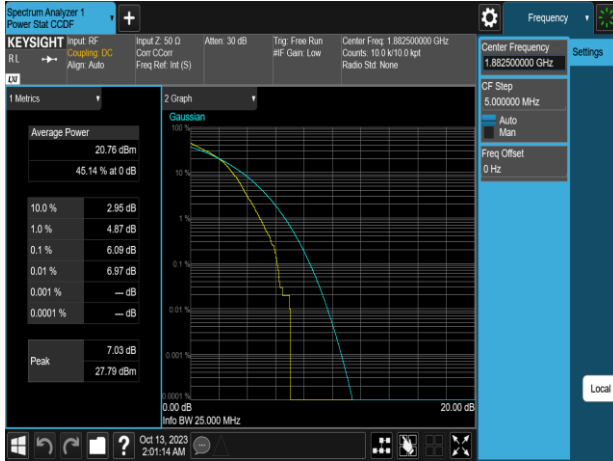 Spectrum Analyzer 1
Power Stat CCDF
+
Frequency
KEYSIGHT
RL
LXI
Input: RF
Coupling: DC
Align: Auto
Input Z: 50 Ω
Corr CCorr
Freq Ref: Int (S)
Atten: 30 dB
Trig: Free Run
#IF Gain: Low
Center Freq: 1.882500000 GHz
Counts: 10.0 k/10.0 kpt
Radio Std: None
Center Frequency
1.882500000 GHz
Settings
CF Step
5.000000 MHz
Auto
Man
Freq Offset
0 Hz
Local
1 Metrics
Average Power
20.76 dBm
45.14 % at 0 dB
10.0 % 2.95 dB
1.0 % 4.87 dB
0.1 % 6.09 dB
0.01 % 6.97 dB
0.001 % --- dB
0.0001 % --- dB
Peak
7.03 dB
27.79 dBm
2 Graph
Gaussian
100 %
10 %
1 %
0.1 %
0.01 %
0.001 %
0.0001 %
0.00 dB 20.00 dB
Info BW 25.000 MHz
?
Oct 13, 2023
2:01:14 AM